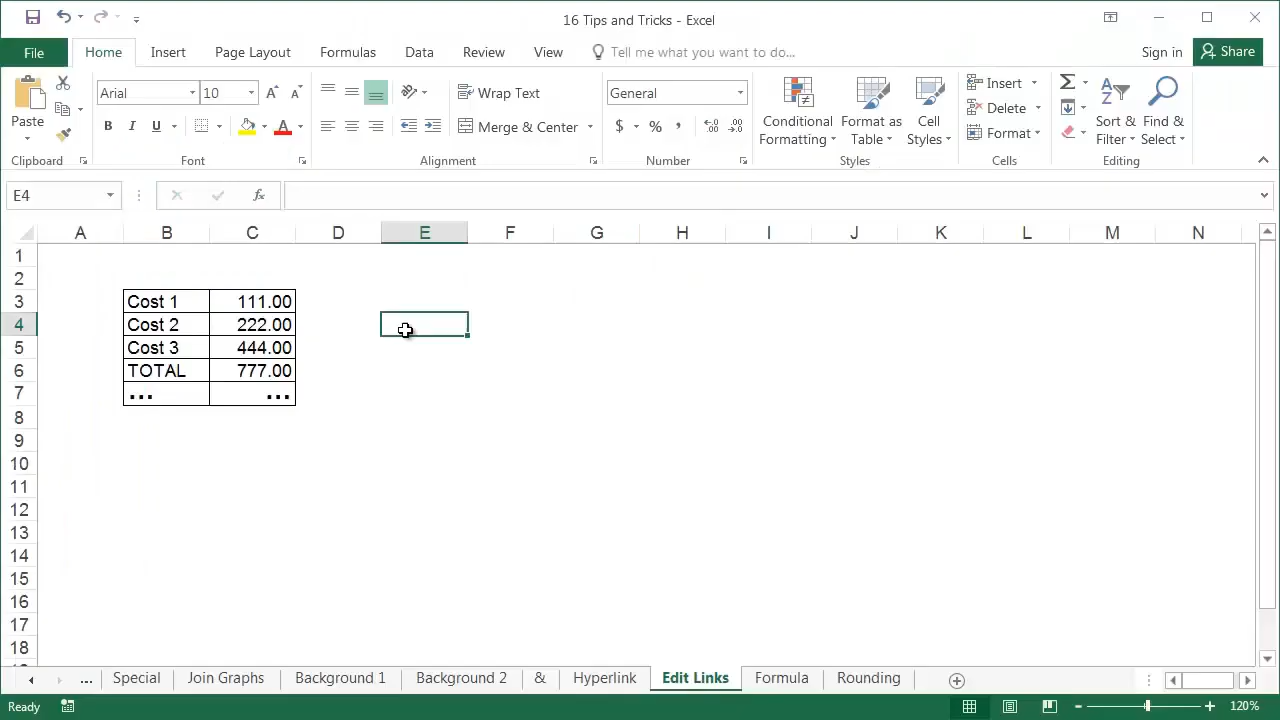 16 Tips and Tricks - Excel
File Home Insert Page Layout Formulas Data Review View Tell me what you want to do... Sign in Share
Paste
Clipboard
Arial 10
B I U
Font
Wrap Text
Merge & Center
Alignment
General
$ % ,
Number
Conditional Formatting
Format as Table
Cell Styles
Styles
Insert
Delete
Format
Cells
Sort & Filter
Find & Select
Editing
E4 fx
A B C D E F G H I J K L M N
1
2
3 Cost 1 111.00
4 Cost 2 222.00
5 Cost 3 444.00
6 TOTAL 777.00
7 ... ...
8
9
10
11
12
13
14
15
16
17
18
... Special Join Graphs Background 1 Background 2 & Hyperlink Edit Links Formula Rounding
Ready 120%